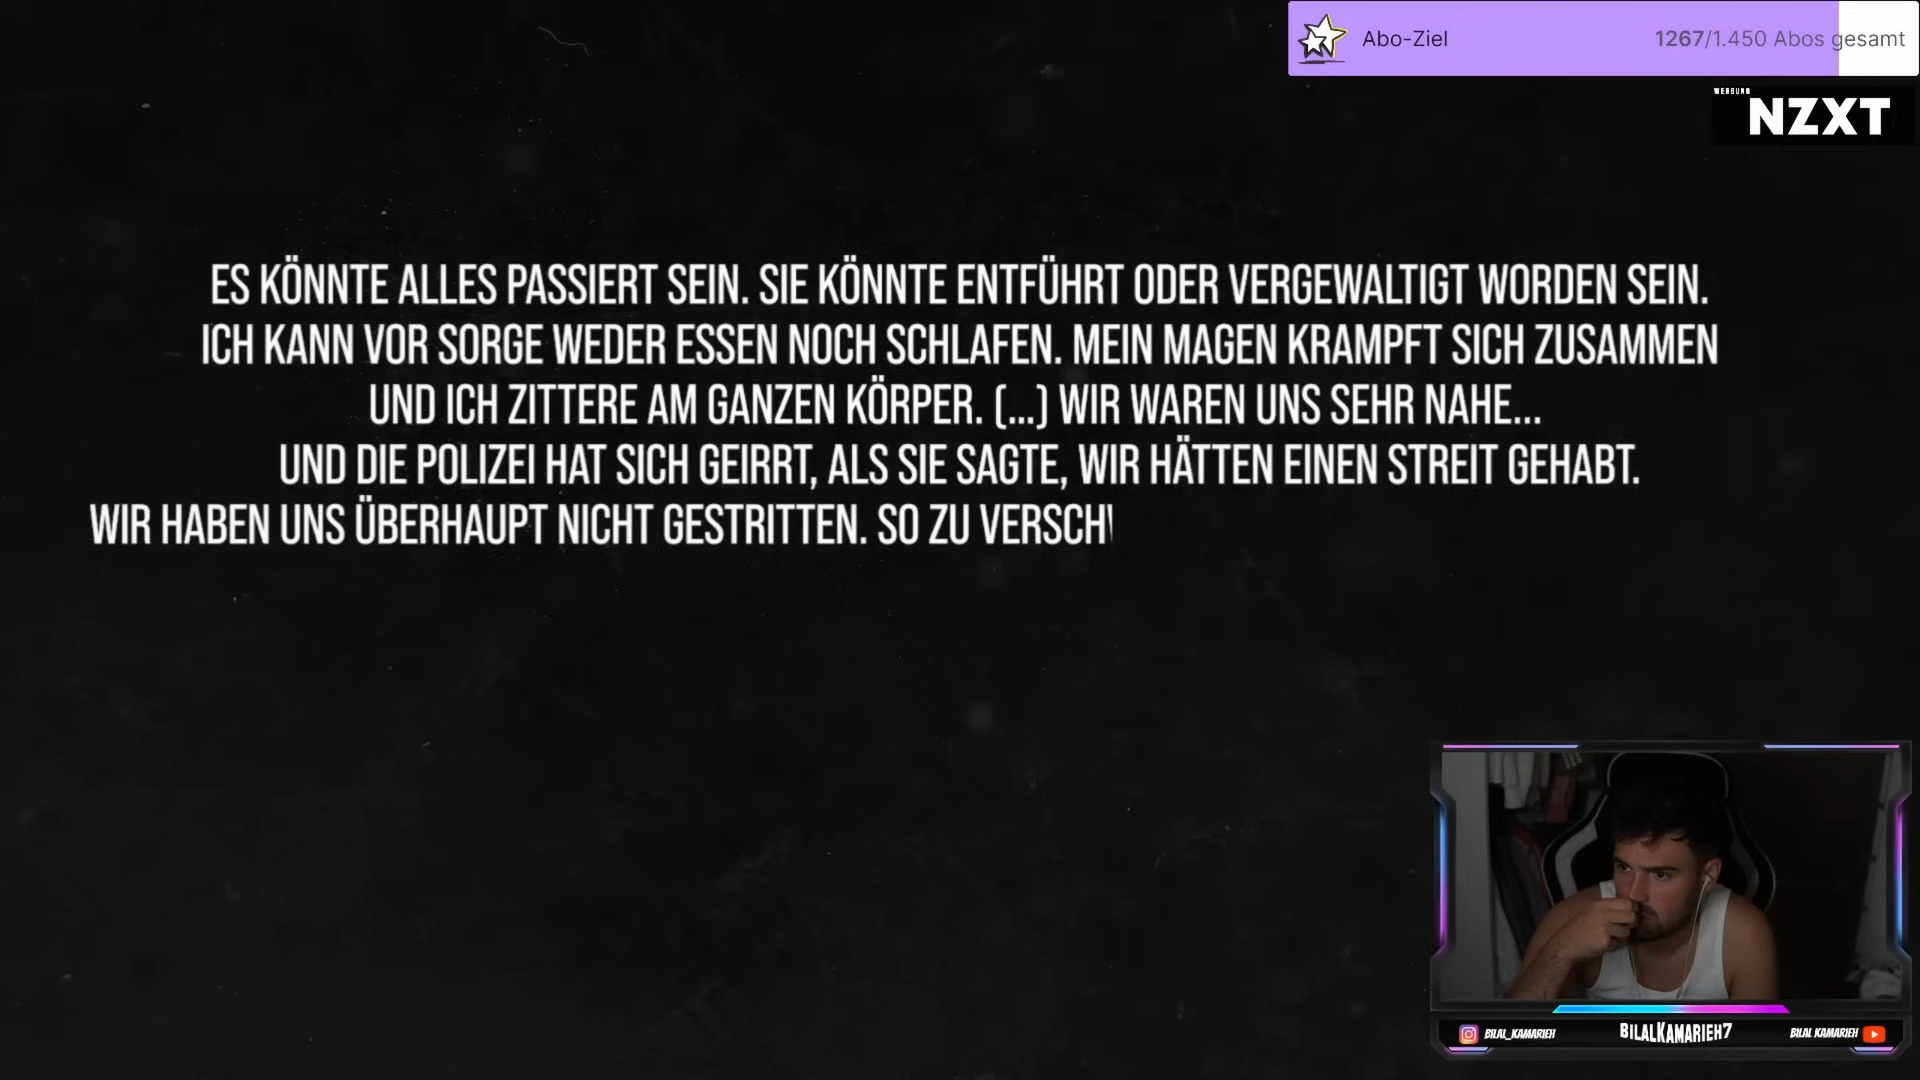 Abo-Ziel
1267/1.450 Abos gesamt
WERBUNG
NZXT
ES KÖNNTE ALLES PASSIERT SEIN. SIE KÖNNTE ENTFÜHRT ODER VERGEWALTIGT WORDEN SEIN.
ICH KANN VOR SORGE WEDER ESSEN NOCH SCHLAFEN. MEIN MAGEN KRAMPFT SICH ZUSAMMEN
UND ICH ZITTERE AM GANZEN KÖRPER. (...) WIR WAREN UNS SEHR NAHE...
UND DIE POLIZEI HAT SICH GEIRRT, ALS SIE SAGTE, WIR HÄTTEN EINEN STREIT GEHABT.
WIR HABEN UNS ÜBERHAUPT NICHT GESTRITTEN. SO ZU VERSCH
BILAL_KAMARIEH
BILALKAMARIEH7
BILAL KAMARIEH